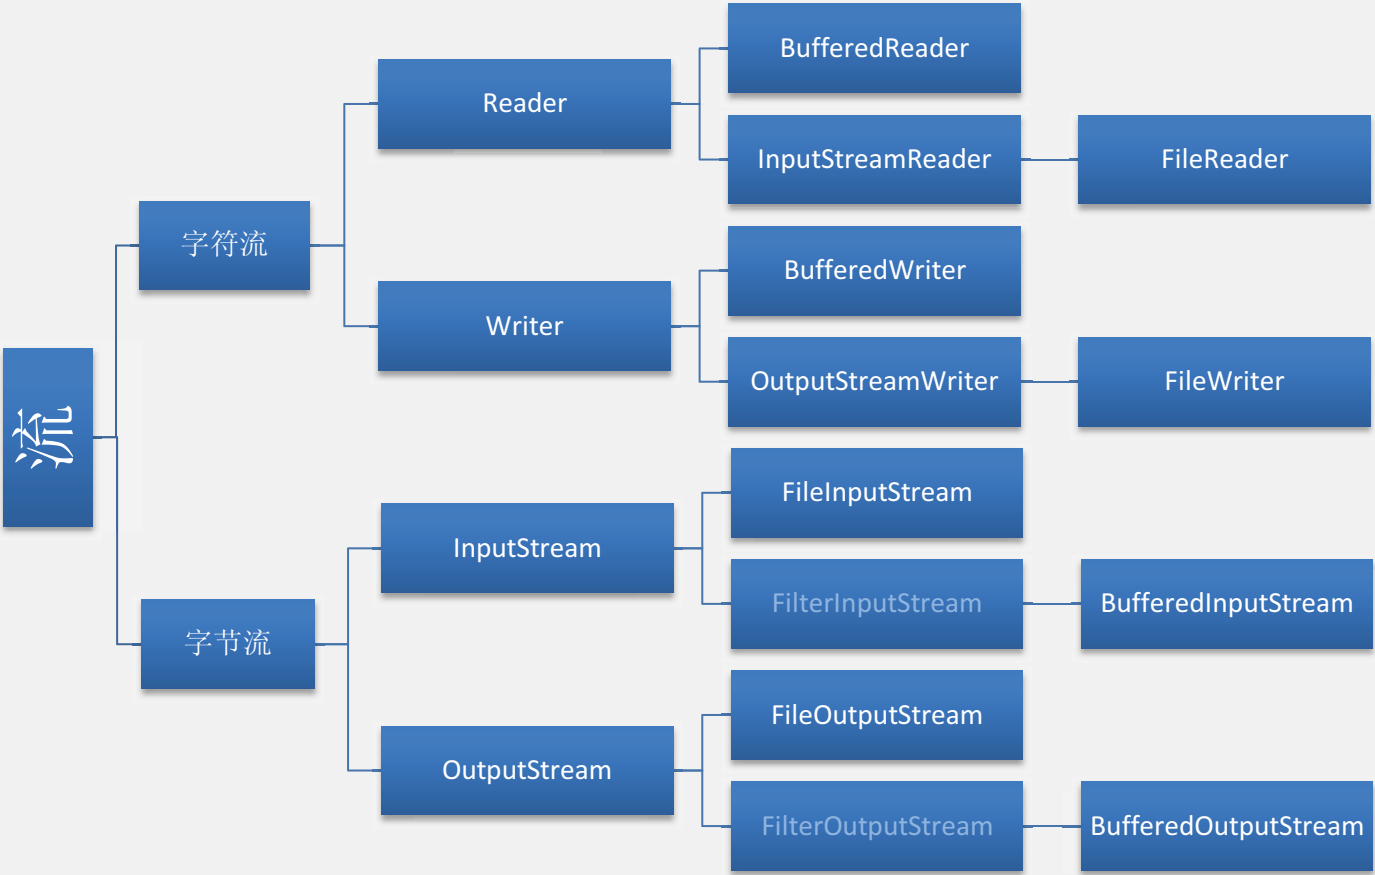 流
字符流
Reader
BufferedReader
InputStreamReader
FileReader
Writer
BufferedWriter
OutputStreamWriter
FileWriter
字节流
InputStream
FileInputStream
FilterInputStream
BufferedInputStream
OutputStream
FileOutputStream
FilterOutputStream
BufferedOutputStream